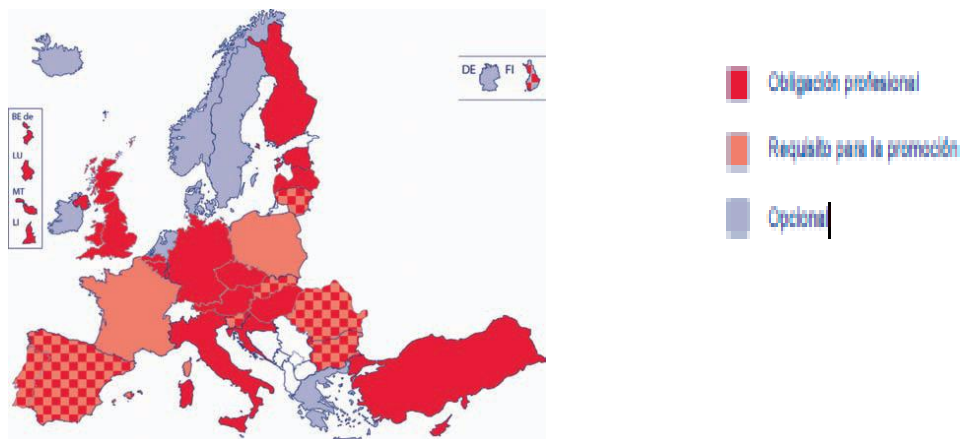 BE de
LU
MT
LI
DE FI
Obligación profesional
Requisito para la promoción
Opcional